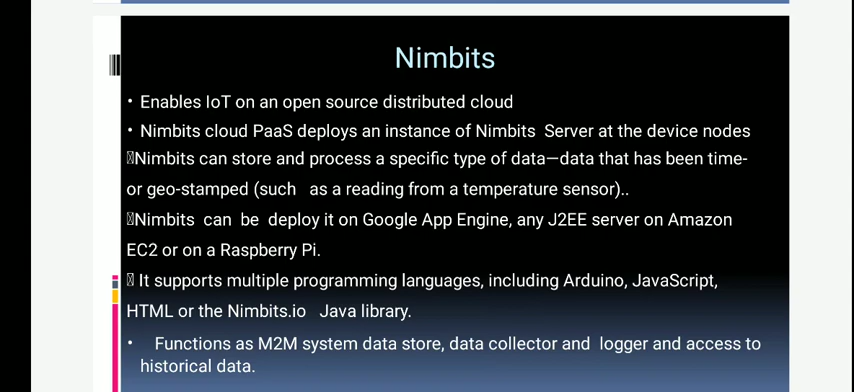 Nimbits
• Enables IoT on an open source distributed cloud
• Nimbits cloud PaaS deploys an instance of Nimbits Server at the device nodes
Nimbits can store and process a specific type of data—data that has been time-
or geo-stamped (such as a reading from a temperature sensor)..
Nimbits can be deploy it on Google App Engine, any J2EE server on Amazon
EC2 or on a Raspberry Pi.
It supports multiple programming languages, including Arduino, JavaScript,
HTML or the Nimbits.io Java library.
• Functions as M2M system data store, data collector and logger and access to
historical data.